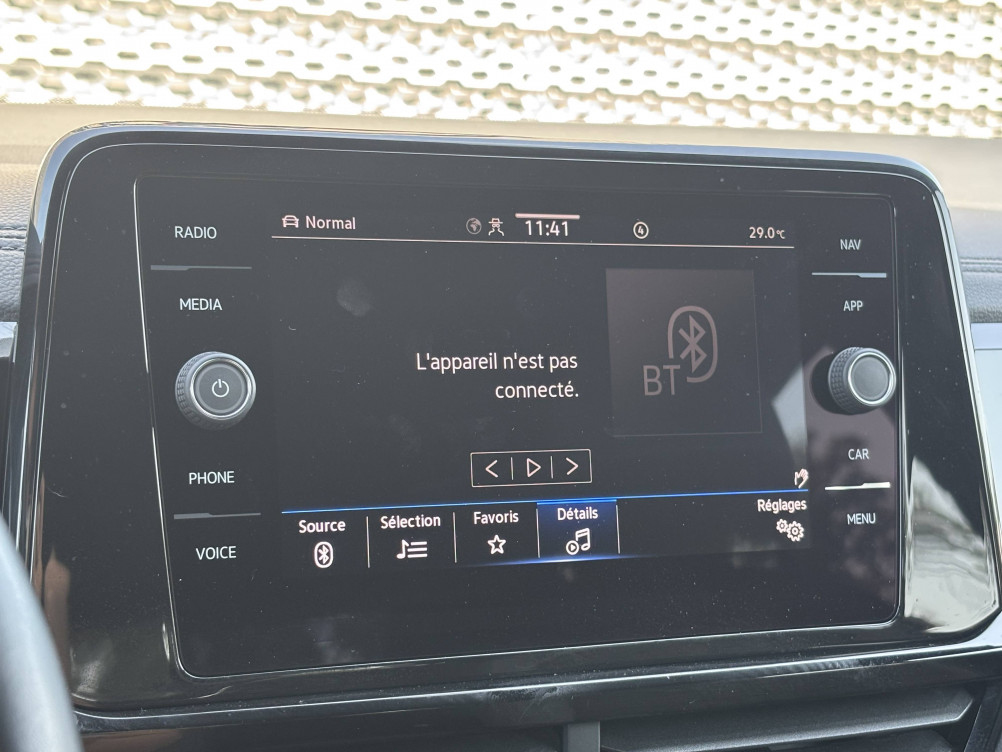 RADIO
MEDIA
PHONE
VOICE
Normal
11:41
4
29.0°C
L'appareil n'est pas
connecté.
BT
Source
Sélection
Favoris
Détails
Réglages
NAV
APP
CAR
MENU